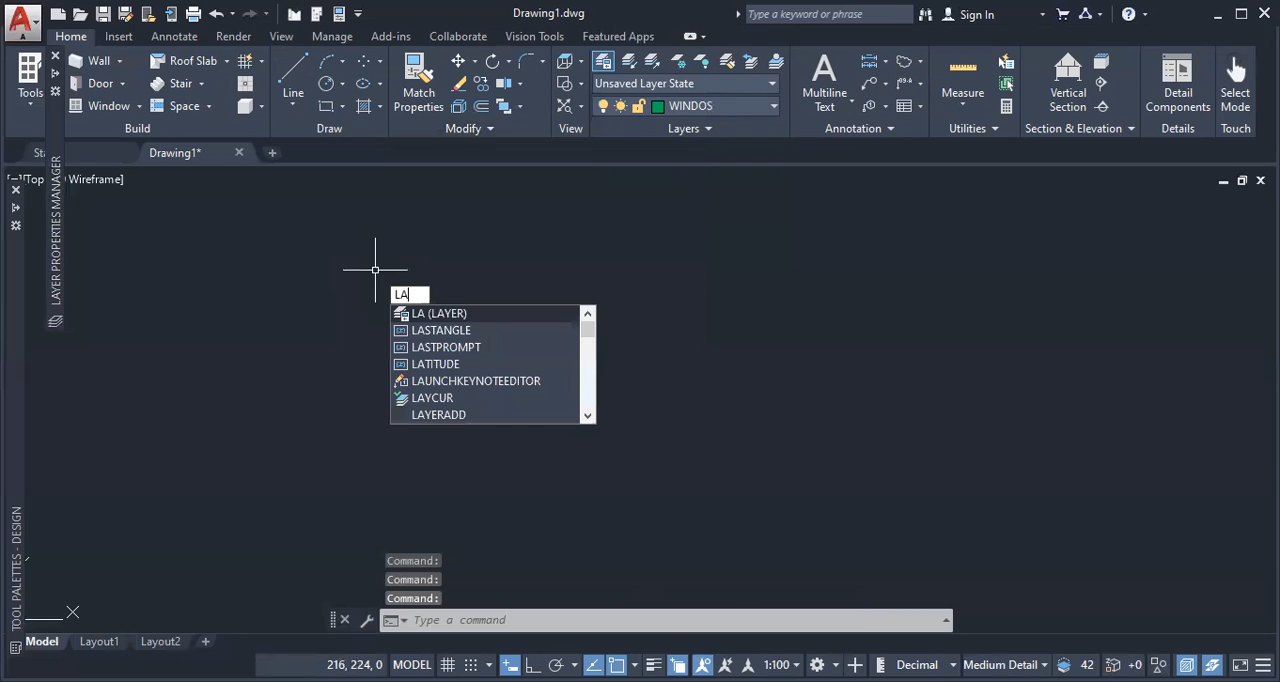 Drawing1.dwg
Type a keyword or phrase
Sign In
Home Insert Annotate Render View Manage Add-ins Collaborate Vision Tools Featured Apps
Tools
Wall
Door
Window
Roof Slab
Stair
Space
Build
Line
Draw
Match
Properties
Modify
View
Unsaved Layer State
WINDOS
Layers
Multiline
Text
Annotation
Measure
Utilities
Vertical
Section
Section & Elevation
Detail
Components
Details
Select
Mode
Touch
Drawing1*
Wireframe]
LAYER PROPERTIES MANAGER
LA
LA (LAYER)
LASTANGLE
LASTPROMPT
LATITUDE
LAUNCHKEYNOTEEDITOR
LAYCUR
LAYERADD
Command:
Command:
Command:
Type a command
TOOL PALETTES - DESIGN
Model Layout1 Layout2
216, 224, 0 MODEL 1:100 Decimal Medium Detail 42 +0